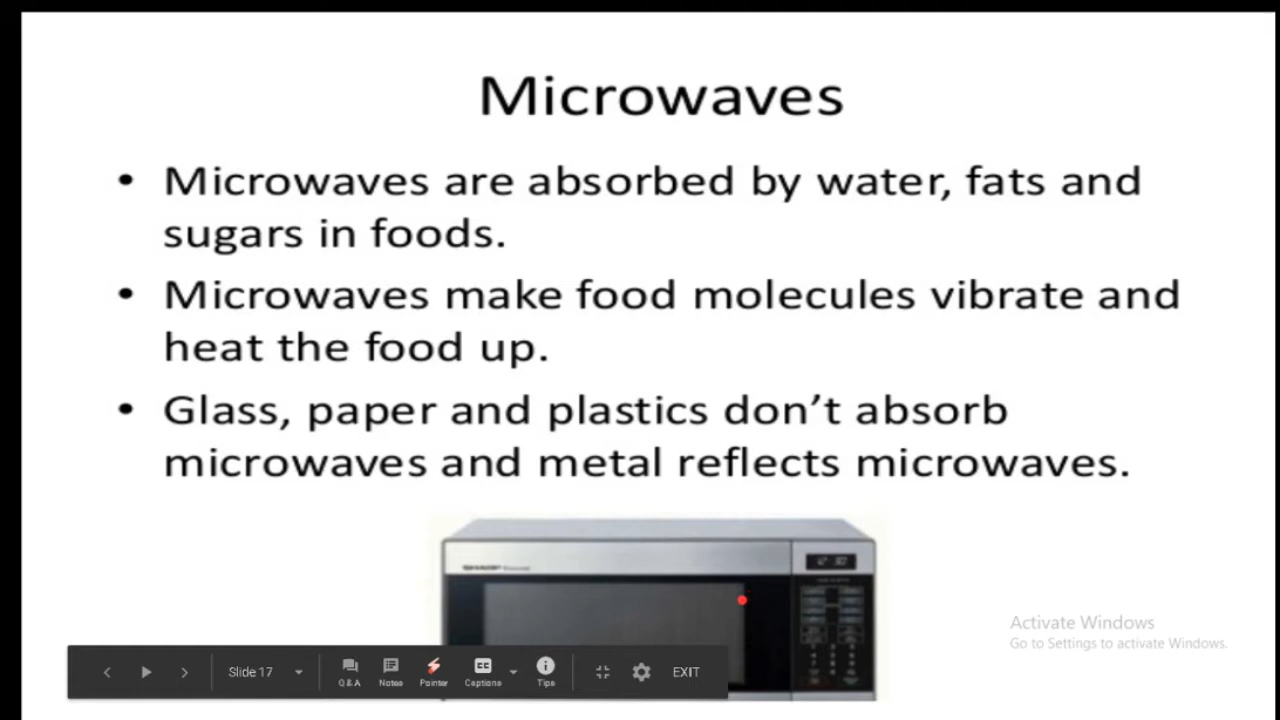 Microwaves
• Microwaves are absorbed by water, fats and
sugars in foods.
• Microwaves make food molecules vibrate and
heat the food up.
• Glass, paper and plastics don't absorb
microwaves and metal reflects microwaves.
SHARP
Activate Windows
Go to Settings to activate Windows.
Slide 17
Q & A Notes Pointer Captions Tips EXIT